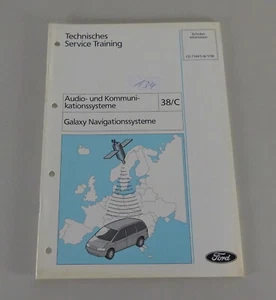 Technisches
Service Training
Audio- und Kommuni-
kationssysteme
38/C
Galaxy Navigationssysteme
Ford